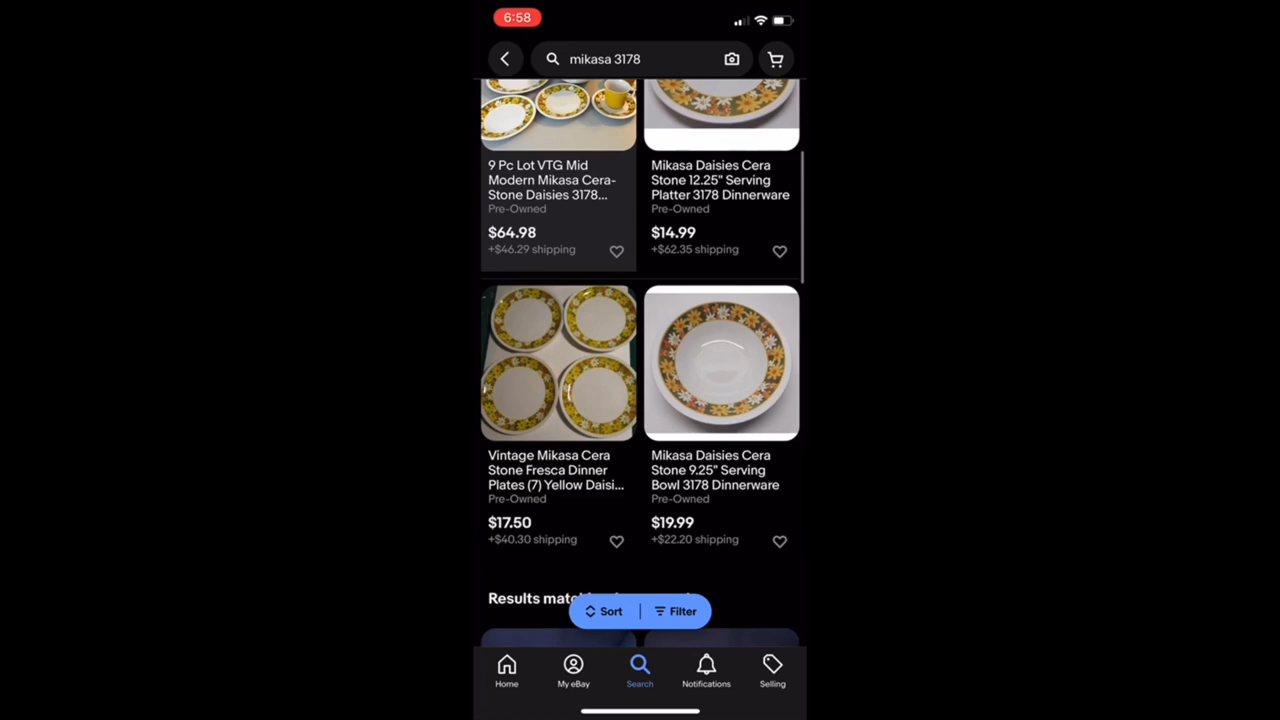 6:58
mikasa 3178
9 Pc Lot VTG Mid
Modern Mikasa Cera-
Stone Daisies 3178...
Pre-Owned
$64.98
+$46.29 shipping
Mikasa Daisies Cera
Stone 12.25" Serving
Platter 3178 Dinnerware
Pre-Owned
$14.99
+$62.35 shipping
Vintage Mikasa Cera
Stone Fresca Dinner
Plates (7) Yellow Daisi...
Pre-Owned
$17.50
+$40.30 shipping
Mikasa Daisies Cera
Stone 9.25" Serving
Bowl 3178 Dinnerware
Pre-Owned
$19.99
+$22.20 shipping
Results
Sort
Filter
Home
My eBay
Search
Notifications
Selling